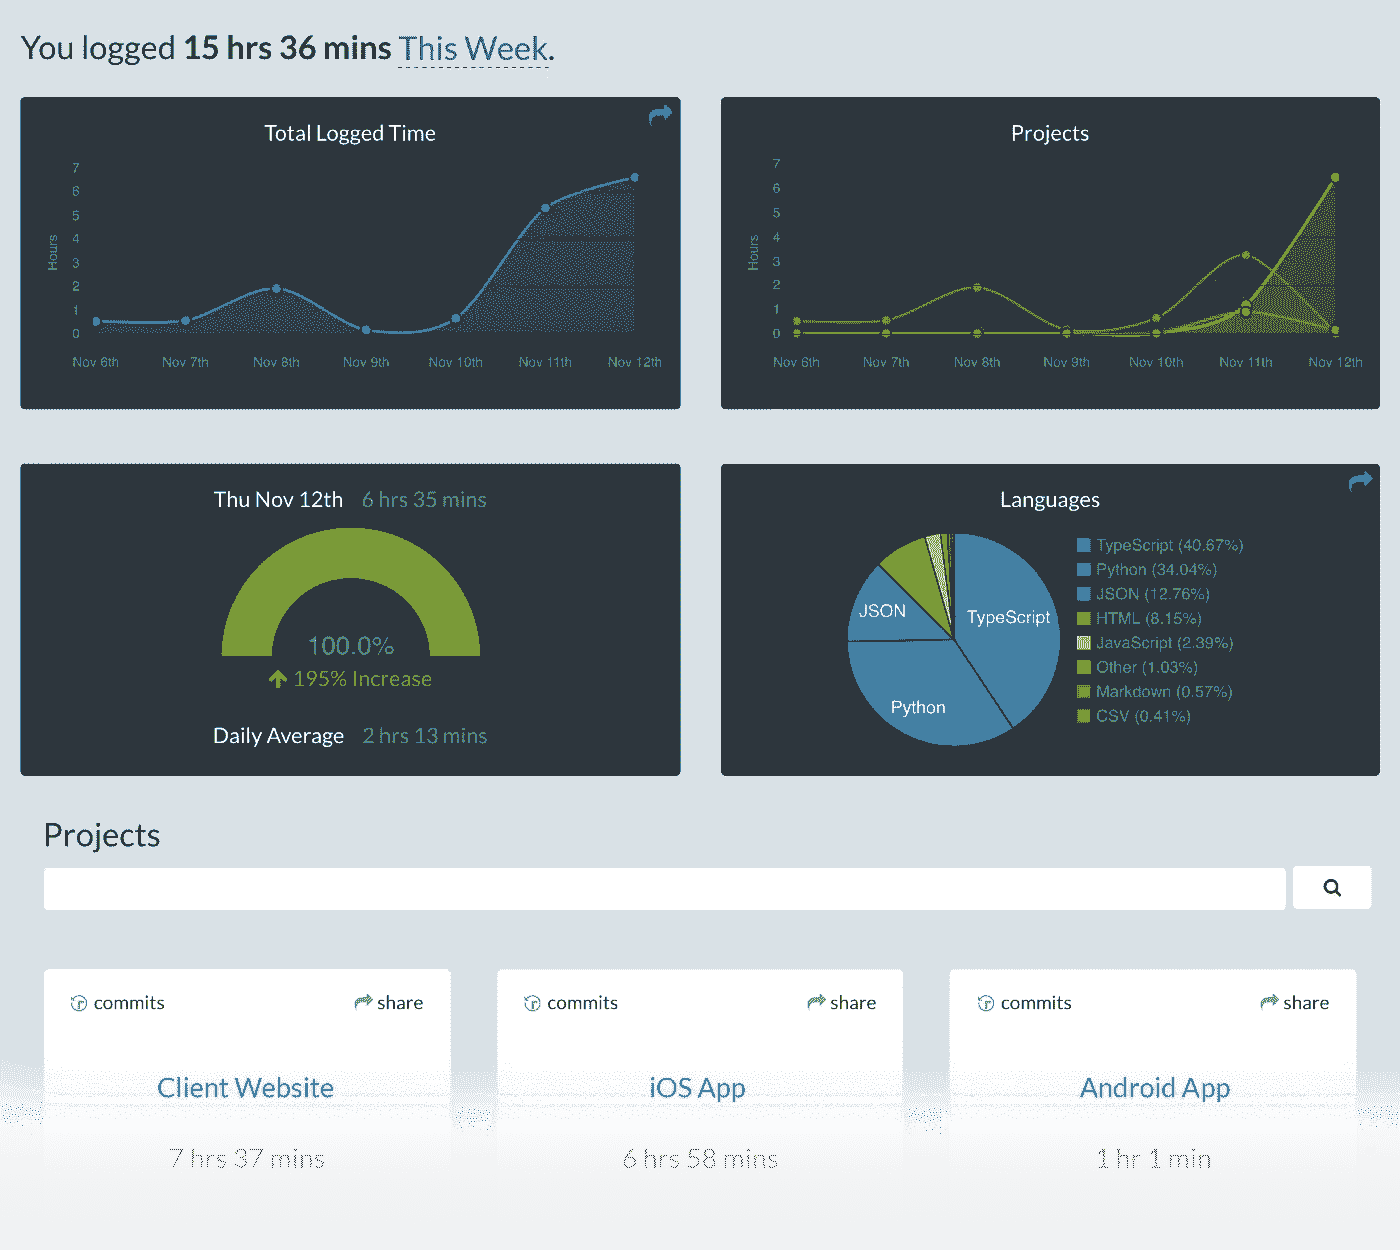 You logged 15 hrs 36 mins This Week.
Total Logged Time
7
6
5
4
3
2
1
0
Hours
Nov 6th Nov 7th Nov 8th Nov 9th Nov 10th Nov 11th Nov 12th
Projects
7
6
5
4
3
2
1
0
Hours
Nov 6th Nov 7th Nov 8th Nov 9th Nov 10th Nov 11th Nov 12th
Thu Nov 12th 6 hrs 35 mins
100.0%
195% Increase
Daily Average 2 hrs 13 mins
Languages
JSON
TypeScript
Python
TypeScript (40.67%)
Python (34.04%)
JSON (12.76%)
HTML (8.15%)
JavaScript (2.39%)
Other (1.03%)
Markdown (0.57%)
CSV (0.41%)
Projects
commits share
Client Website
7 hrs 37 mins
commits share
iOS App
6 hrs 58 mins
commits share
Android App
1 hr 1 min